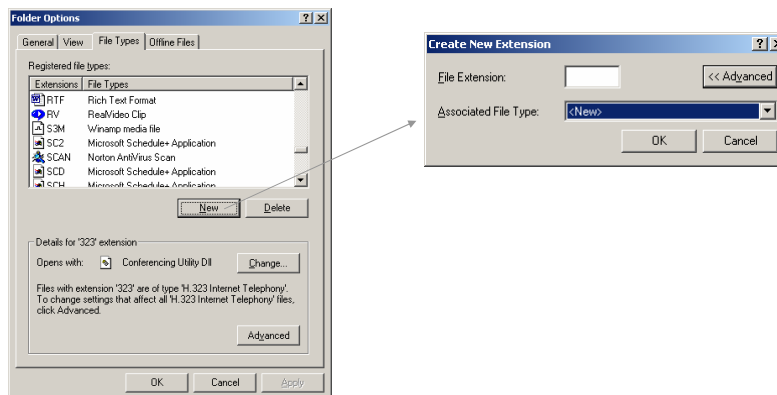 Folder Options
General View File Types Offline Files
Registered file types:
Extensions File Types
RTF Rich Text Format
RV RealVideo Clip
S3M Winamp media file
SC2 Microsoft Schedule+ Application
SCAN Norton AntiVirus Scan
SCD Microsoft Schedule+ Application
SCH Microsoft Schedule+ Application
New Delete
Details for '323' extension
Opens with: Conferencing Utility Dll Change...
Files with extension '323' are of type 'H.323 Internet Telephony'.
To change settings that affect all 'H.323 Internet Telephony' files,
click Advanced.
Advanced
OK Cancel Apply
Create New Extension
File Extension: << Advanced
Associated File Type: <New>
OK Cancel